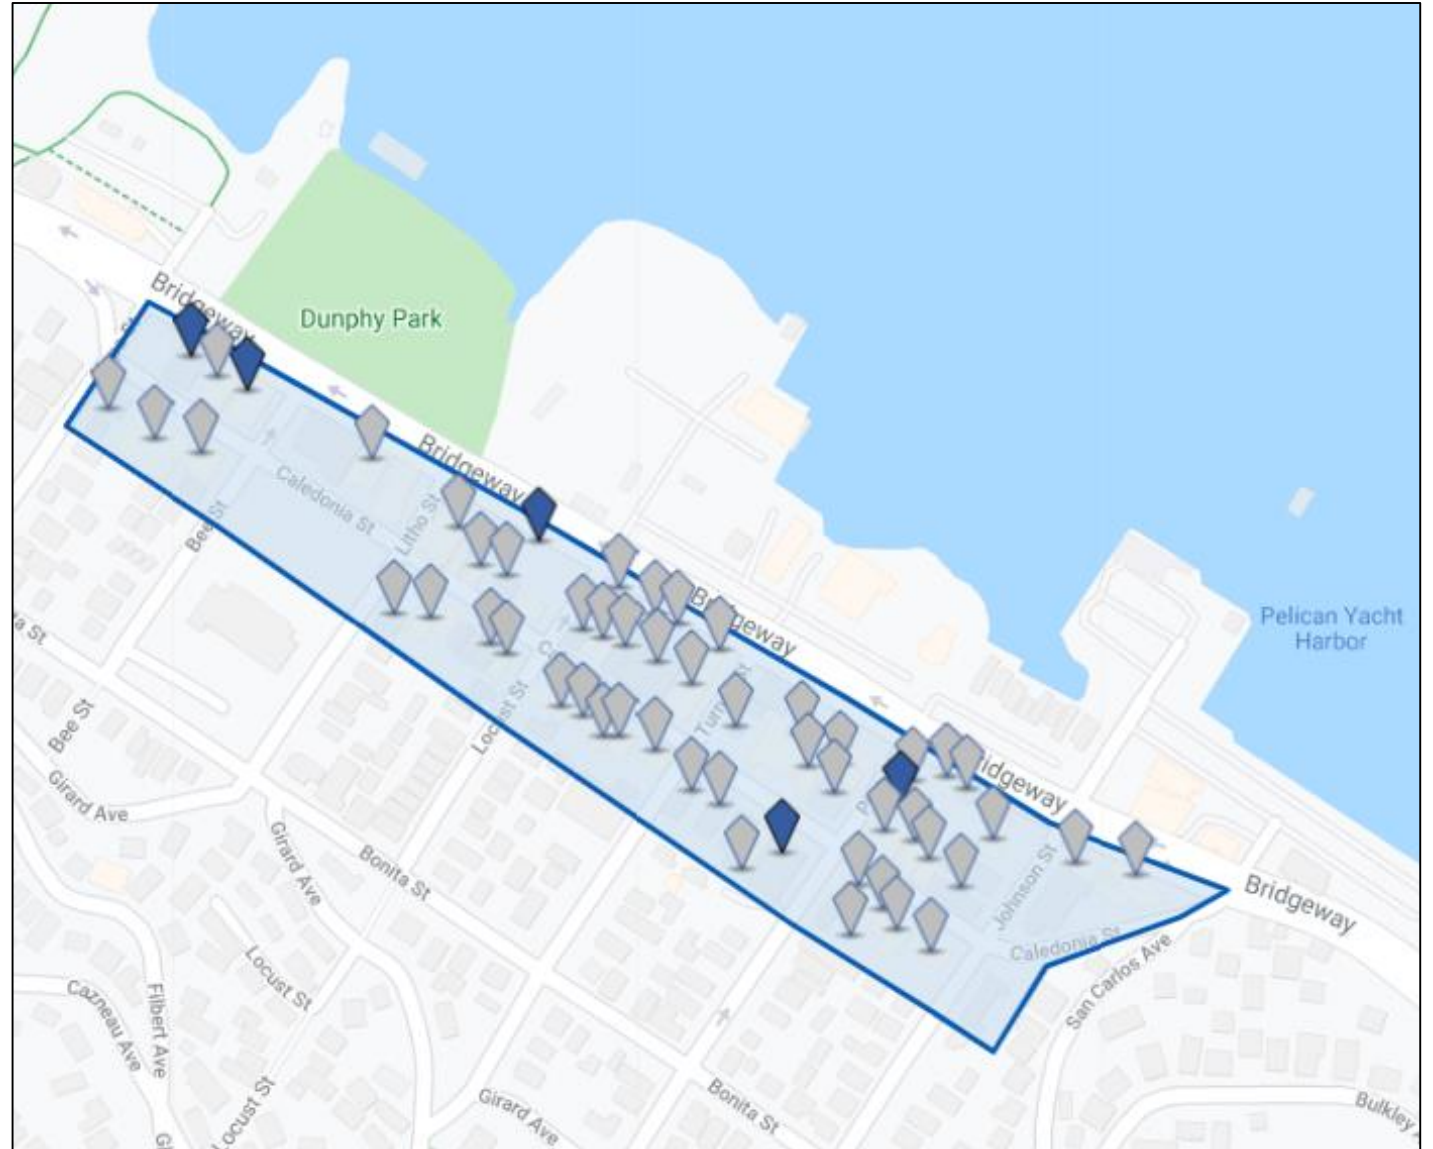 Bridgeway
Dunphy Park
Bridgeway
Caledonia St
Litho St
Bee St
Bridgeway
Pelican Yacht
Harbor
ta St
Locust St
Bee St
Bridgeway
Girard Ave
Girard Ave
Bonita St
Johnson St
Bridgeway
Caledonia St
San Carlos Ave
Locust St
Cazneau Ave
Filbert Ave
Locust St
Girard Ave
Bonita St
Bulkley